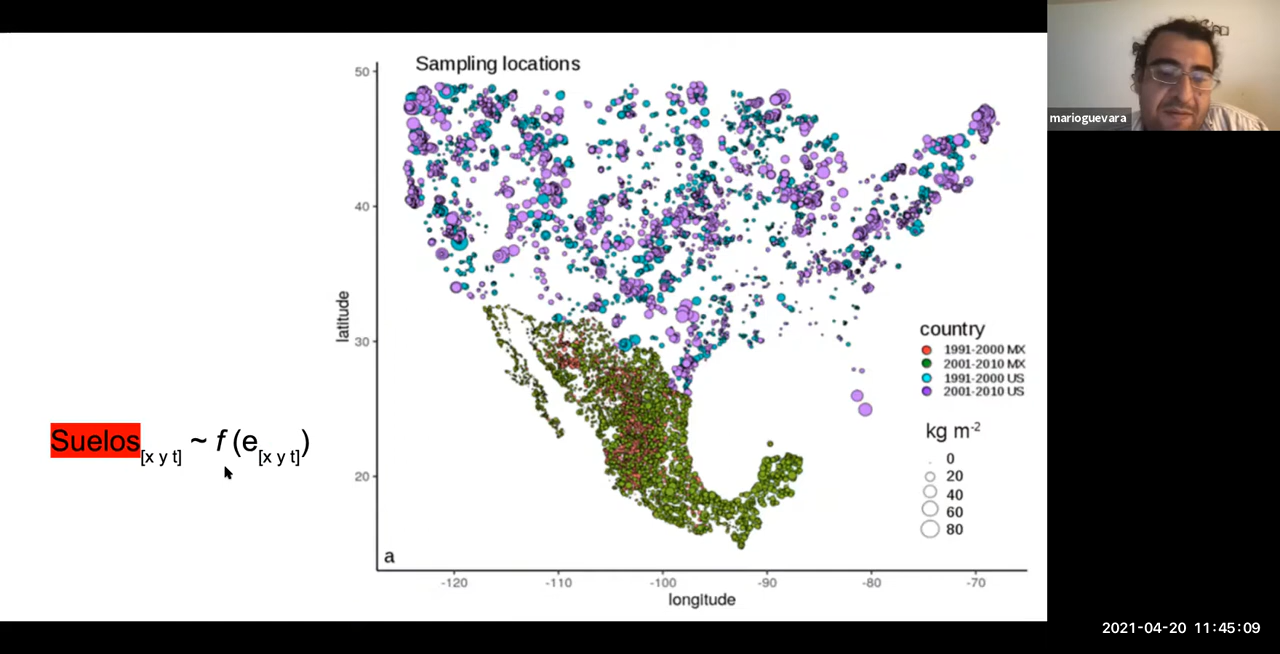 Sampling locations
50
40
30
20
latitude
a
-120
-110
-100
-90
-80
-70
longitude
country
1991-2000 MX
2001-2010 MX
1991-2000 US
2001-2010 US
kg m-2
0
20
40
60
80
Suelos[x y t] ~ f (e[x y t])
marioguevara
2021-04-20 11:45:09